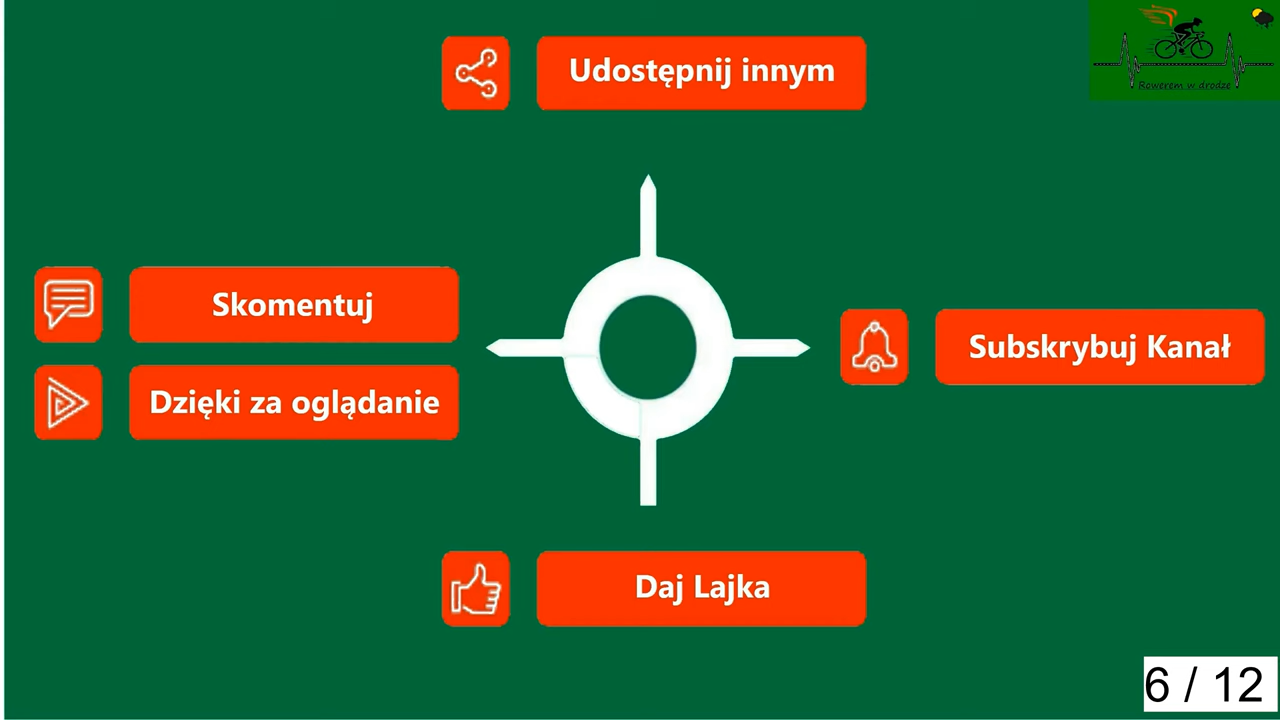 Udostępnij innym
Rowerem w drodze
Skomentuj
Dzięki za oglądanie
Subskrybuj Kanał
Daj Lajka
6 / 12